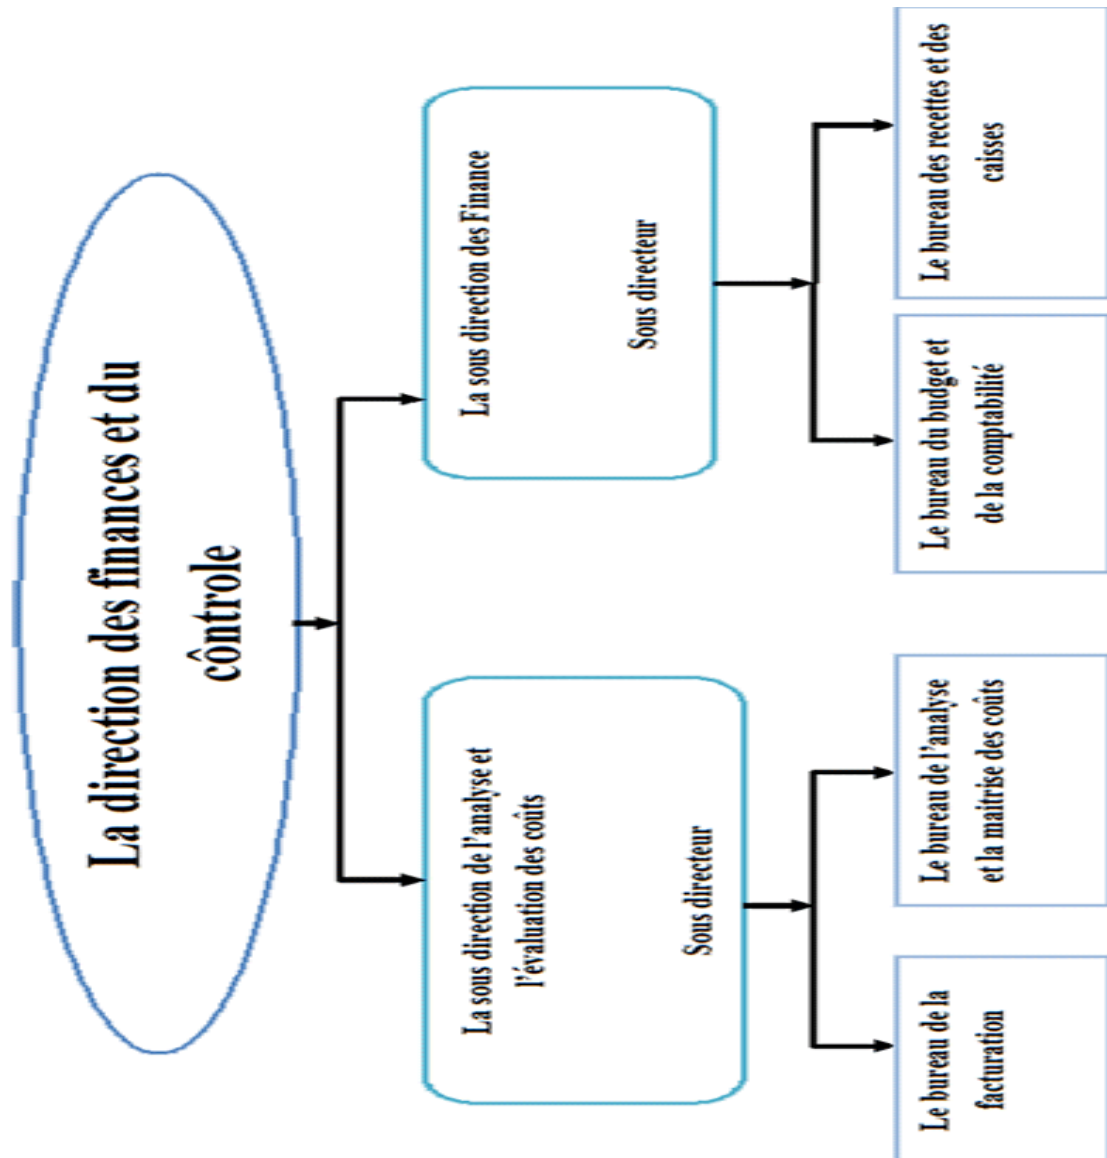 La direction des finances et du
côntrole
La sous direction de l'analyse et
l'évaluation des coûts
Sous directeur
La sous direction des Finance
Sous directeur
Le bureau de la
facturation
Le bureau de l'analyse
et la maitrise des coûts
Le bureau du budget et
de la comptabilité
Le bureau des recettes et des
caisses